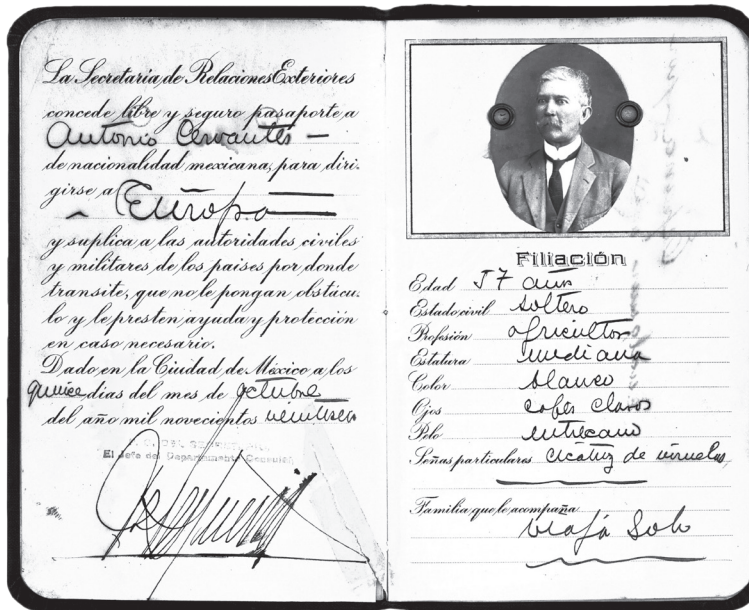 La Secretaria de Relaciones Exteriores
concede libre y seguro pasaporte a
Antonio Cervantes —
de nacionalidad mexicana, para diri-
girse a
Europa
y suplica a las autoridades civiles
y militares de los paises por donde
transite, que no le pongan obstácu-
lo y le presten ayuda y protección
en caso necesario.
Dado en la Ciudad de México a los
quince dias del mes de octubre
del año mil novecientos veintiseis
El Jefe del Departamento Consular,
Filiación
Edad 57 años
Estado civil soltero
Profesión agricultor
Estatura mediana
Color blanco
Ojos cafes claros
Pelo entrecano
Señas particulares cicatriz de viruelas
Familia que le acompaña
viaja solo